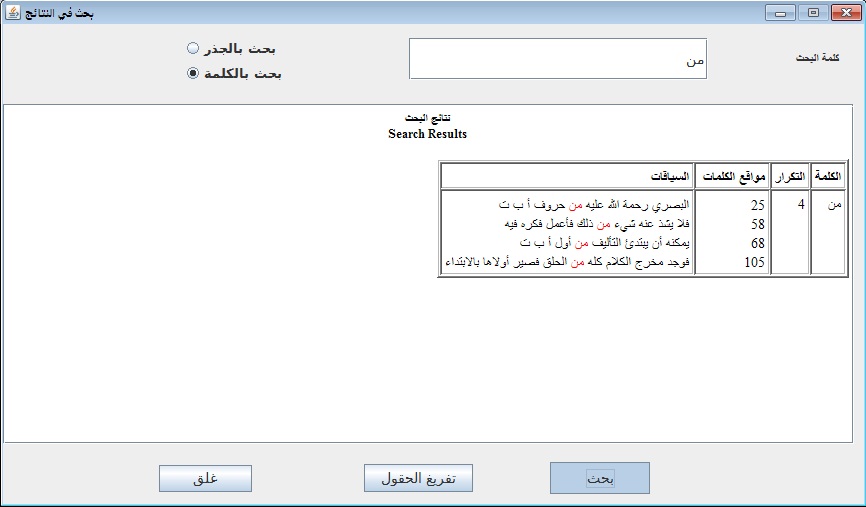 بحث في النتائج
كلمة البحث
من
بحث بالجذر
بحث بالكلمة
نتائج البحث
Search Results
الكلمة التكرار مواقع الكلمات السياقات
من 4 25 البصري رحمة الله عليه من حروف أ ب ت
58 فلا يشذ عنه شيء من ذلك فأعمل فكره فيه
68 يمكنه أن يبتدئ التأليف من أول أ ب ت
105 فوجد مخرج الكلام كله من الحلق فصير أولاها بالابتداء
بحث تفريغ الحقول غلق